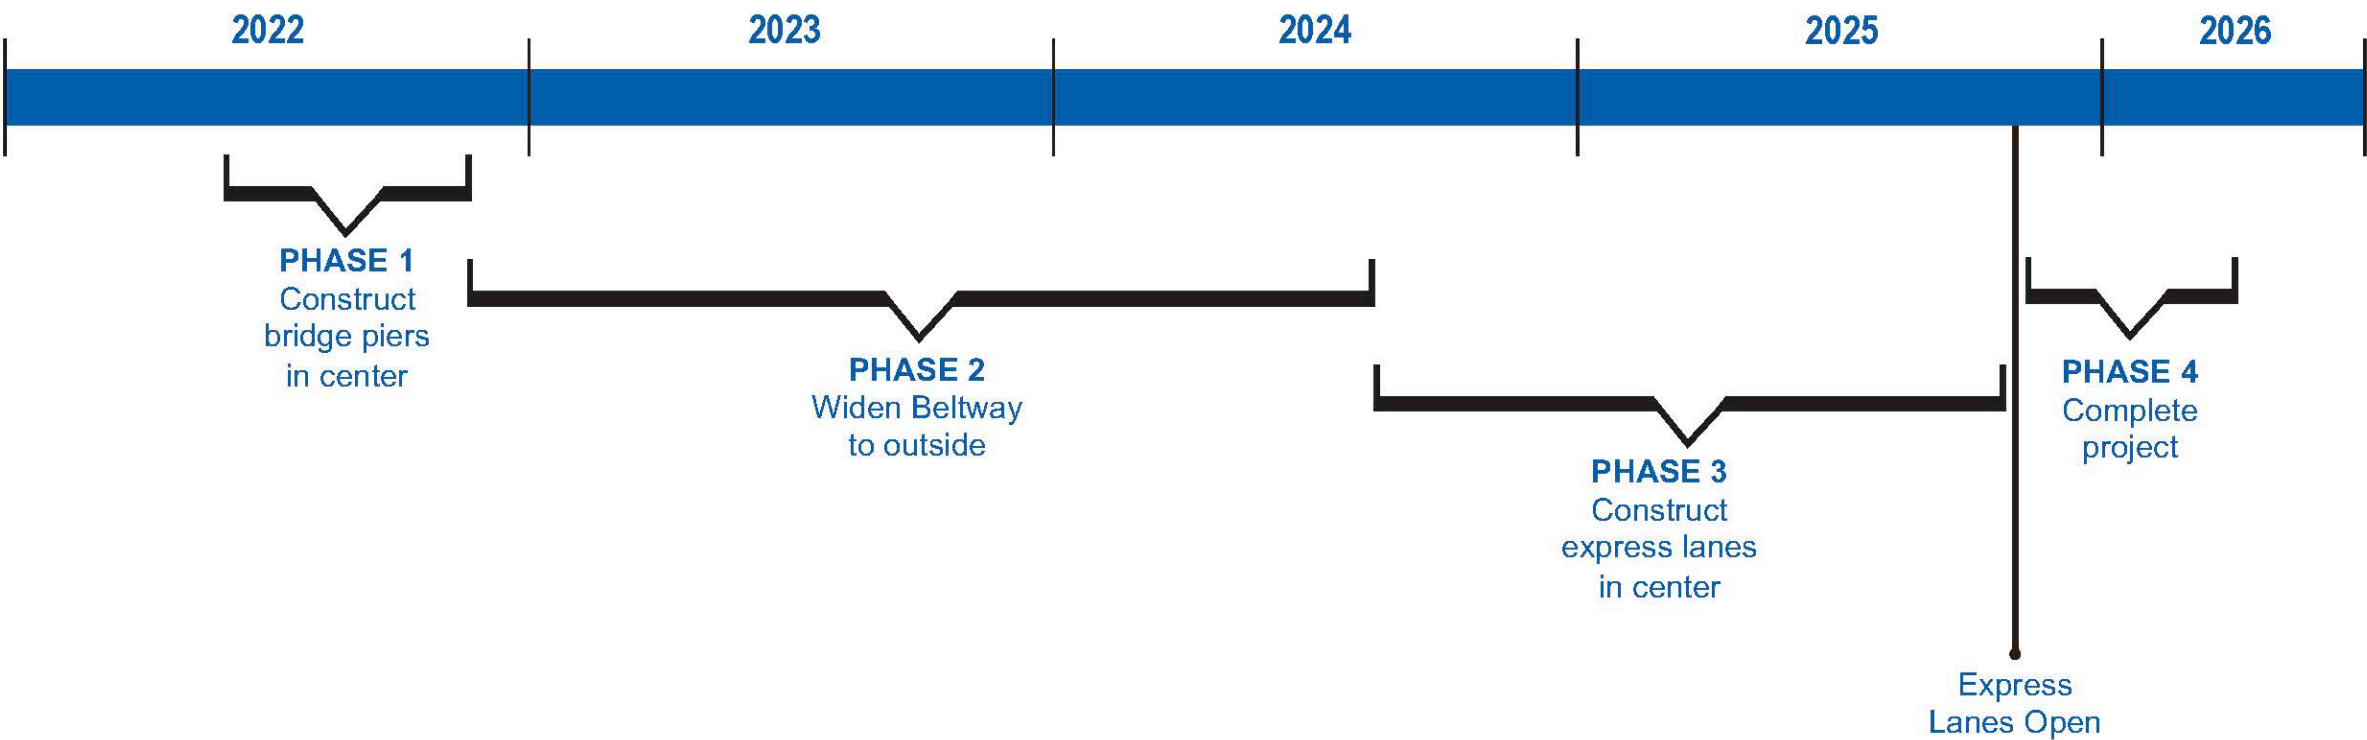 2022
2023
2024
2025
2026
PHASE 1
Construct
bridge piers
in center
PHASE 2
Widen Beltway
to outside
PHASE 3
Construct
express lanes
in center
PHASE 4
Complete
project
Express
Lanes Open